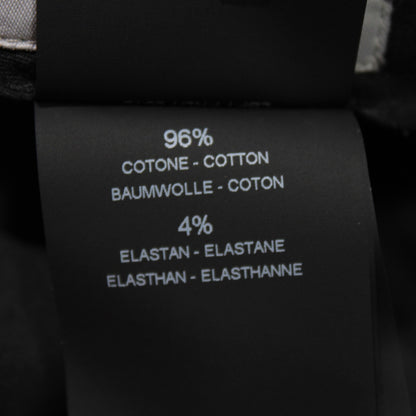 96%
COTONE - COTTON
BAUMWOLLE - COTON
4%
ELASTAN - ELASTANE
ELASTHAN - ELASTHANNE